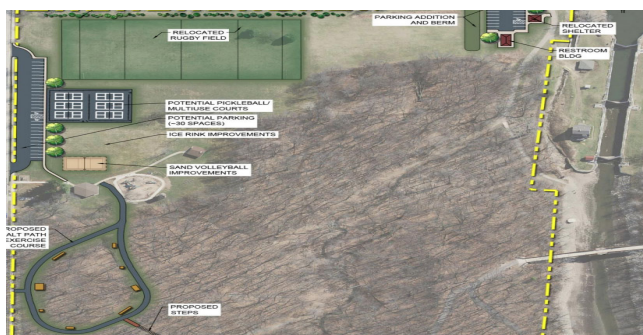 RELOCATED
RUGBY FIELD
PARKING ADDITION
AND BERM
RELOCATED
SHELTER
RESTROOM
BLDG
POTENTIAL PICKLEBALL/
MULTIUSE COURTS
POTENTIAL PARKING
(~30 SPACES)
ICE RINK IMPROVEMENTS
SAND VOLLEYBALL
IMPROVEMENTS
PROPOSED
ALT PATH
EXERCISE
COURSE
PROPOSED
STEPS